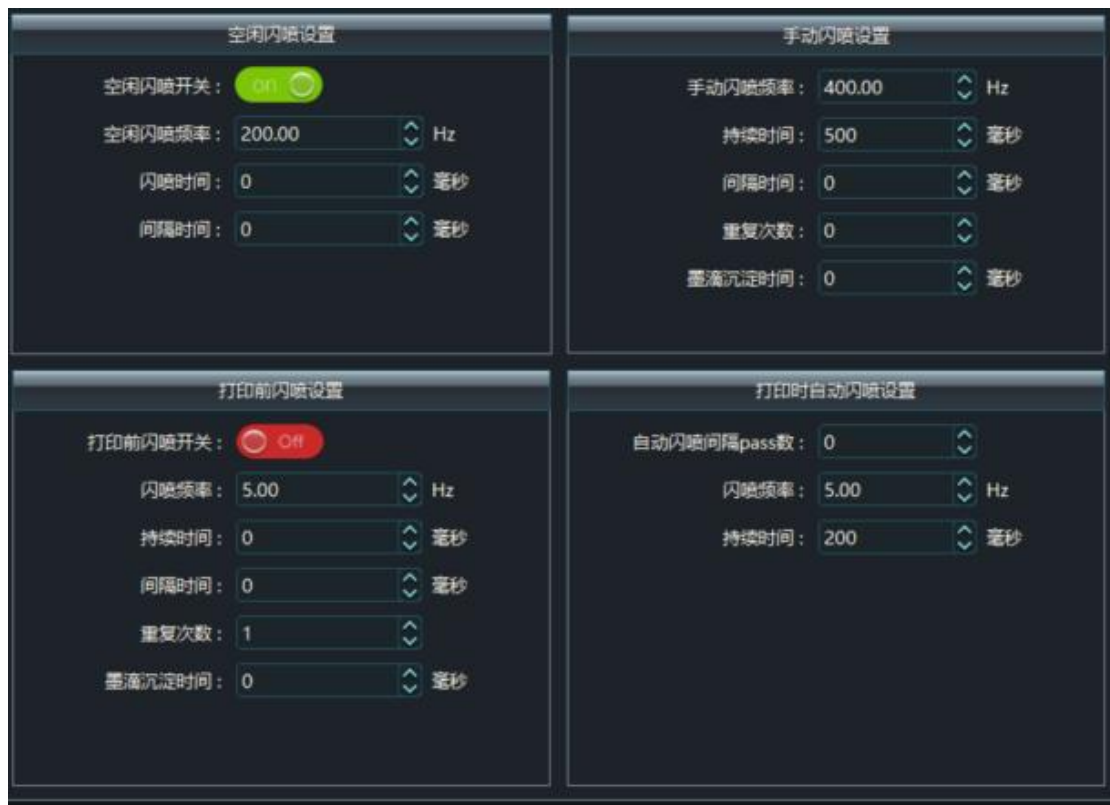 空闲闪喷设置
空闲闪喷开关： on
空闲闪喷频率： 200.00 Hz
闪喷时间： 0 毫秒
间隔时间： 0 毫秒
手动闪喷设置
手动闪喷频率： 400.00 Hz
持续时间： 500 毫秒
间隔时间： 0 毫秒
重复次数： 0
墨滴沉淀时间： 0 毫秒
打印前闪喷设置
打印前闪喷开关： Off
闪喷频率： 5.00 Hz
持续时间： 0 毫秒
间隔时间： 0 毫秒
重复次数： 1
墨滴沉淀时间： 0 毫秒
打印时自动闪喷设置
自动闪喷间隔pass数： 0
闪喷频率： 5.00 Hz
持续时间： 200 毫秒